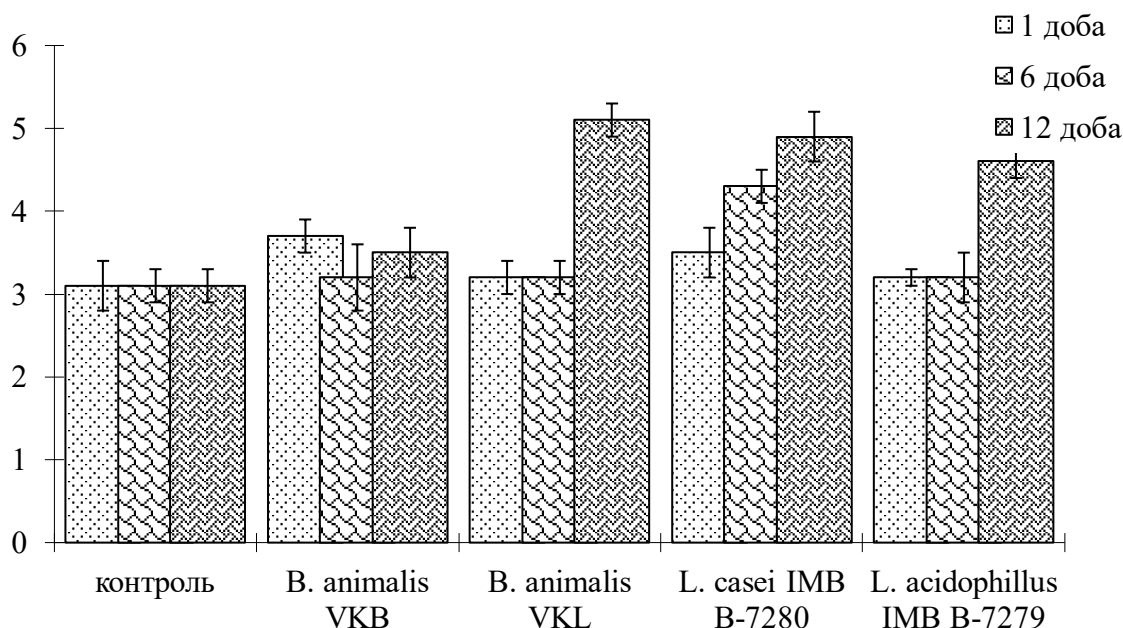 1 доба
6 доба
12 доба
6
5
4
3
2
1
0
контроль
B. animalis
VKB
B. animalis
VKL
L. casei IMB
B-7280
L. acidophillus
IMB B-7279